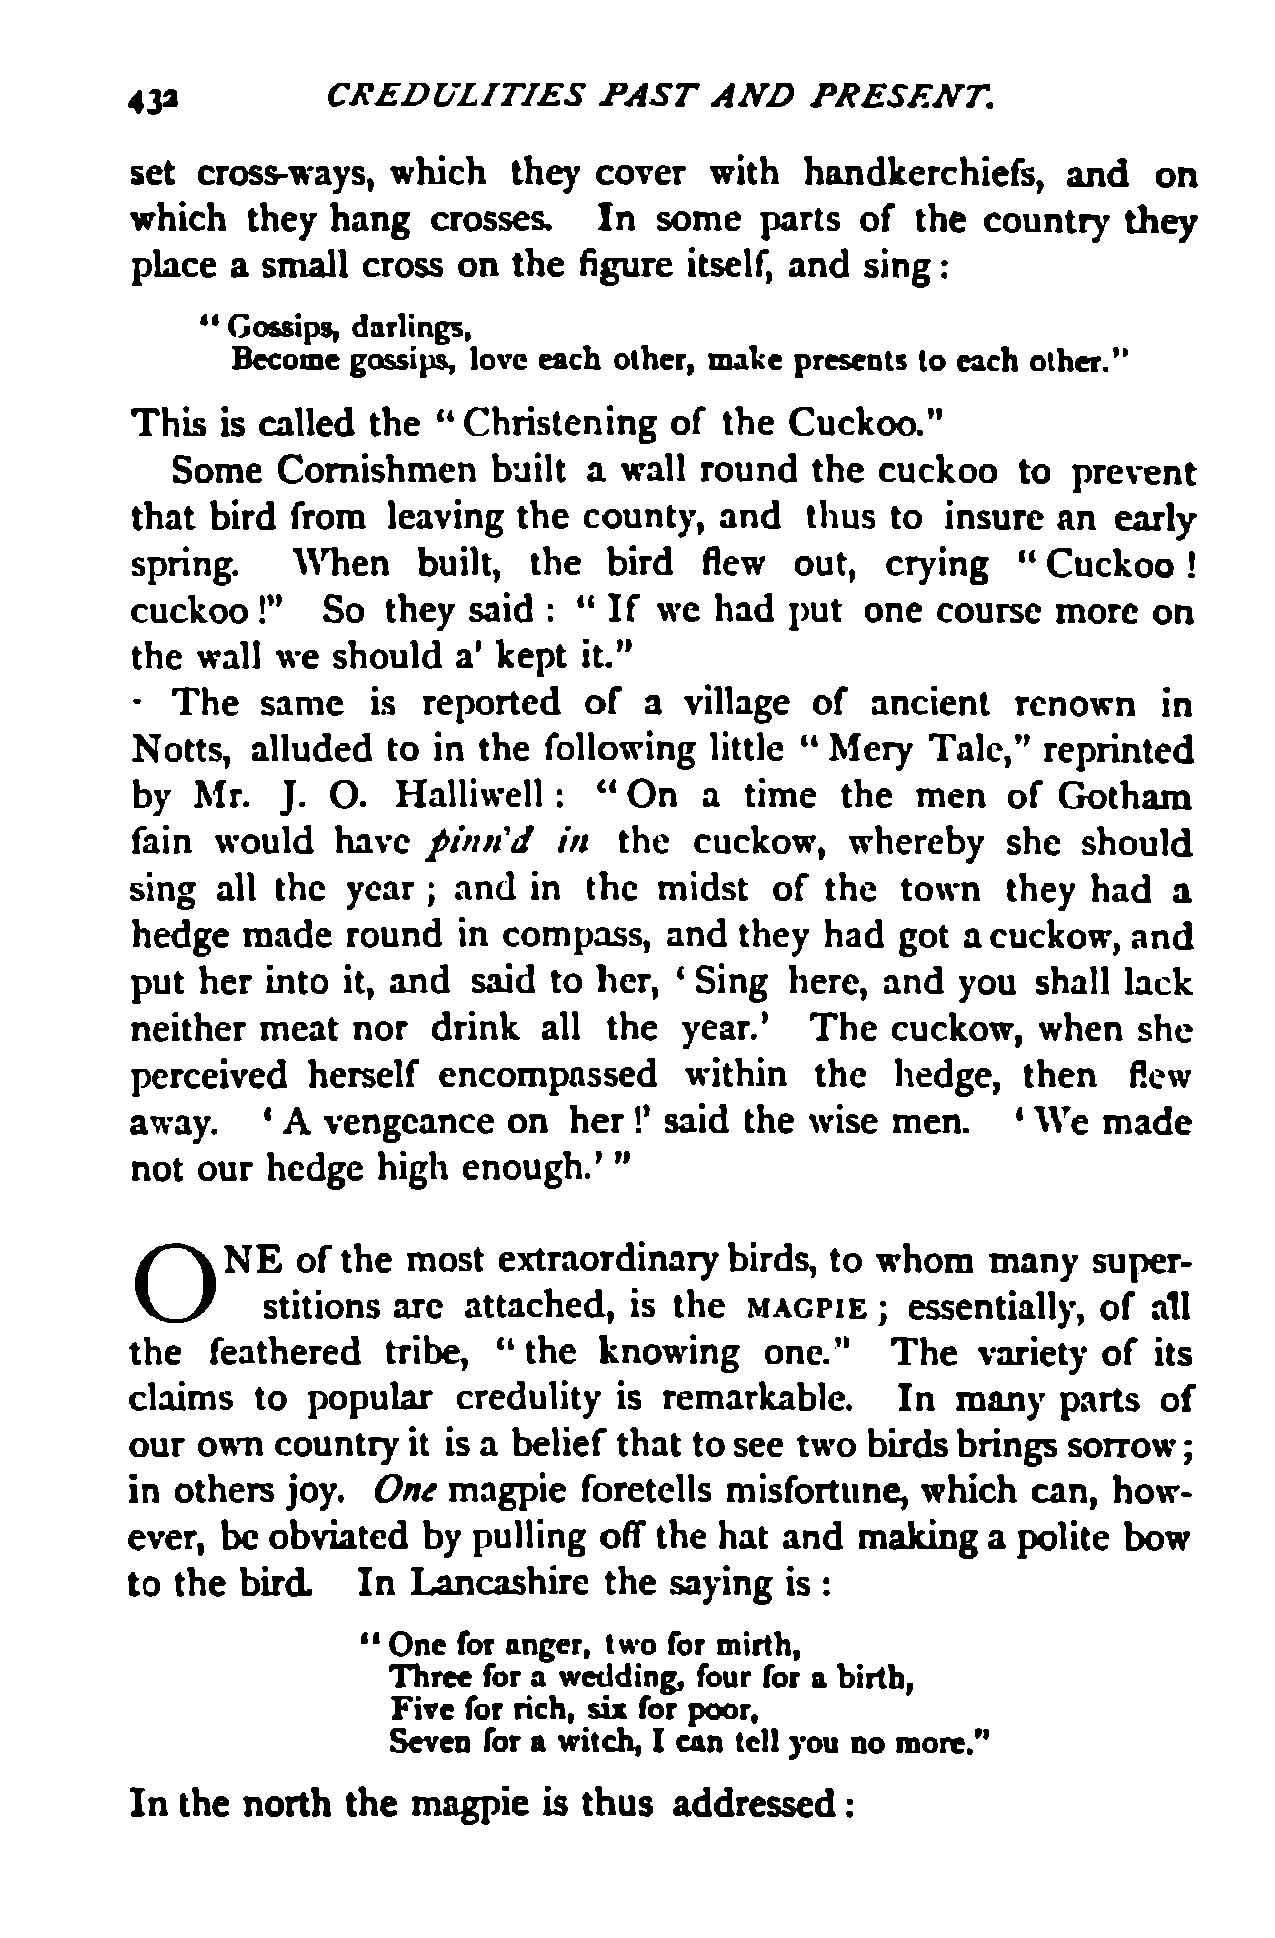 432 CREDULITIES PAST AND PRESENT.
set cross-ways, which they cover with handkerchiefs, and on
which they hang crosses. In some parts of the country they
place a small cross on the figure itself, and sing :
“ Gossips, darlings,
Become gossips, love each other, make presents to each other.”
This is called the “ Christening of the Cuckoo.”
Some Cornishmen built a wall round the cuckoo to prevent
that bird from leaving the county, and thus to insure an early
spring. When built, the bird flew out, crying “ Cuckoo !
cuckoo !” So they said : “ If we had put one course more on
the wall we should a’ kept it.”
The same is reported of a village of ancient renown in
Notts, alluded to in the following little “ Mery Tale,” reprinted
by Mr. J. O. Halliwell : “ On a time the men of Gotham
fain would have pinn’d in the cuckow, whereby she should
sing all the year ; and in the midst of the town they had a
hedge made round in compass, and they had got a cuckow, and
put her into it, and said to her, ‘ Sing here, and you shall lack
neither meat nor drink all the year.’ The cuckow, when she
perceived herself encompassed within the hedge, then flew
away. ‘ A vengeance on her !’ said the wise men. ‘ We made
not our hedge high enough.’ ”
ONE of the most extraordinary birds, to whom many super-
stitions are attached, is the MAGPIE ; essentially, of all
the feathered tribe, “ the knowing one.” The variety of its
claims to popular credulity is remarkable. In many parts of
our own country it is a belief that to see two birds brings sorrow ;
in others joy. One magpie foretells misfortune, which can, how-
ever, be obviated by pulling off the hat and making a polite bow
to the bird. In Lancashire the saying is :
“ One for anger, two for mirth,
Three for a wedding, four for a birth,
Five for rich, six for poor,
Seven for a witch, I can tell you no more.”
In the north the magpie is thus addressed :